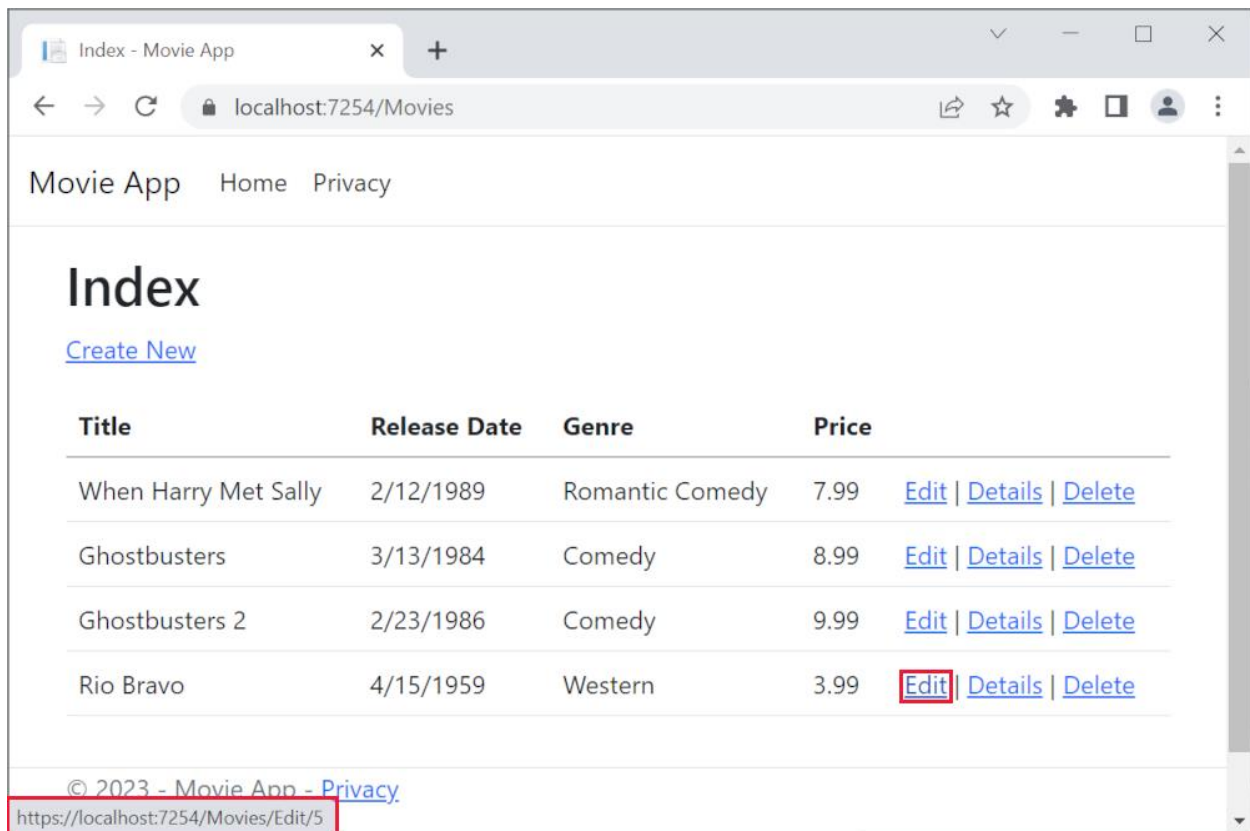 Index - Movie App
localhost:7254/Movies
Movie App Home Privacy
Index
Create New
Title Release Date Genre Price
When Harry Met Sally 2/12/1989 Romantic Comedy 7.99 Edit | Details | Delete
Ghostbusters 3/13/1984 Comedy 8.99 Edit | Details | Delete
Ghostbusters 2 2/23/1986 Comedy 9.99 Edit | Details | Delete
Rio Bravo 4/15/1959 Western 3.99 Edit | Details | Delete
© 2023 - Movie App - Privacy
https://localhost:7254/Movies/Edit/5